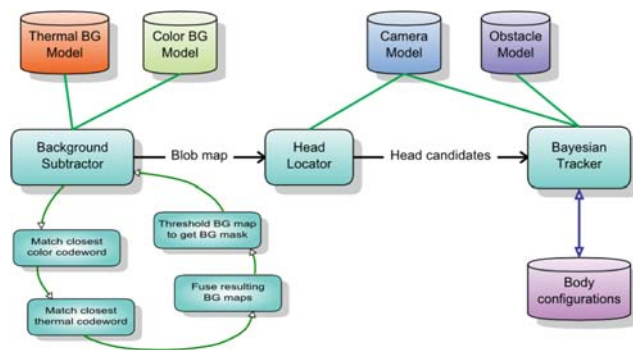 Thermal BG
Model
Color BG
Model
Camera
Model
Obstacle
Model
Background
Subtractor
Blob map
Head
Locator
Head candidates
Bayesian
Tracker
Match closest
color codeword
Threshold BG map
to get BG mask
Match closest
thermal codeword
Fuse resulting
BG maps
Body
configurations